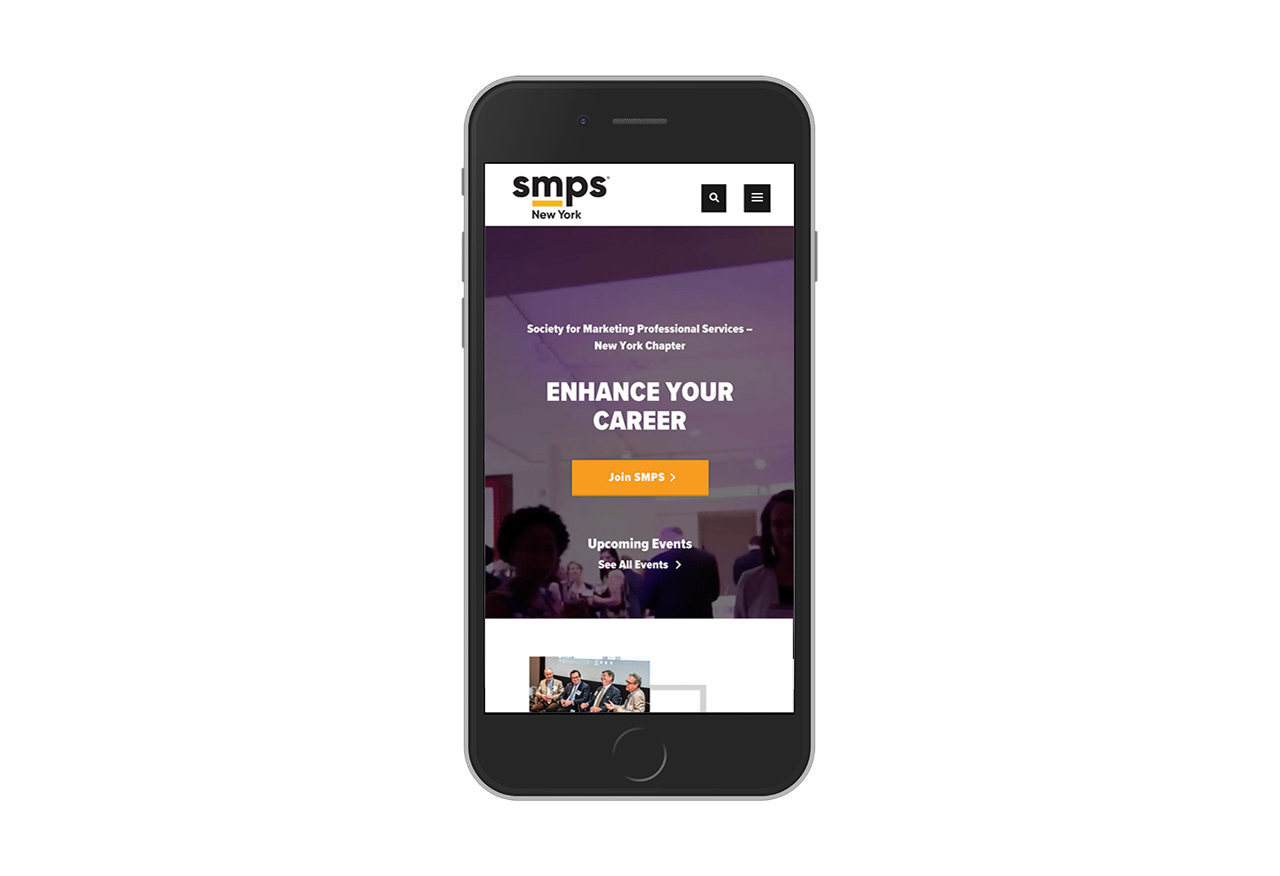 smps
New York
Society for Marketing Professional Services –
New York Chapter
ENHANCE YOUR
CAREER
Join SMPS >
Upcoming Events
See All Events >